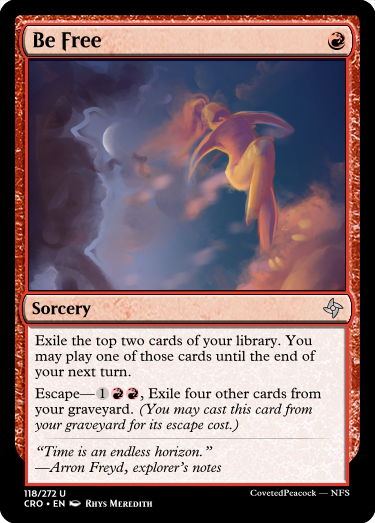 Be Free
Sorcery
Exile the top two cards of your library. You
may play one of those cards until the end of
your next turn.
Escape—1RR, Exile four other cards from
your graveyard. (You may cast this card from
your graveyard for its escape cost.)
"Time is an endless horizon."
—Arron Freyd, explorer's notes
118/272 U
CRO • EN Rhys Meredith
CovetedPeacock — NFS